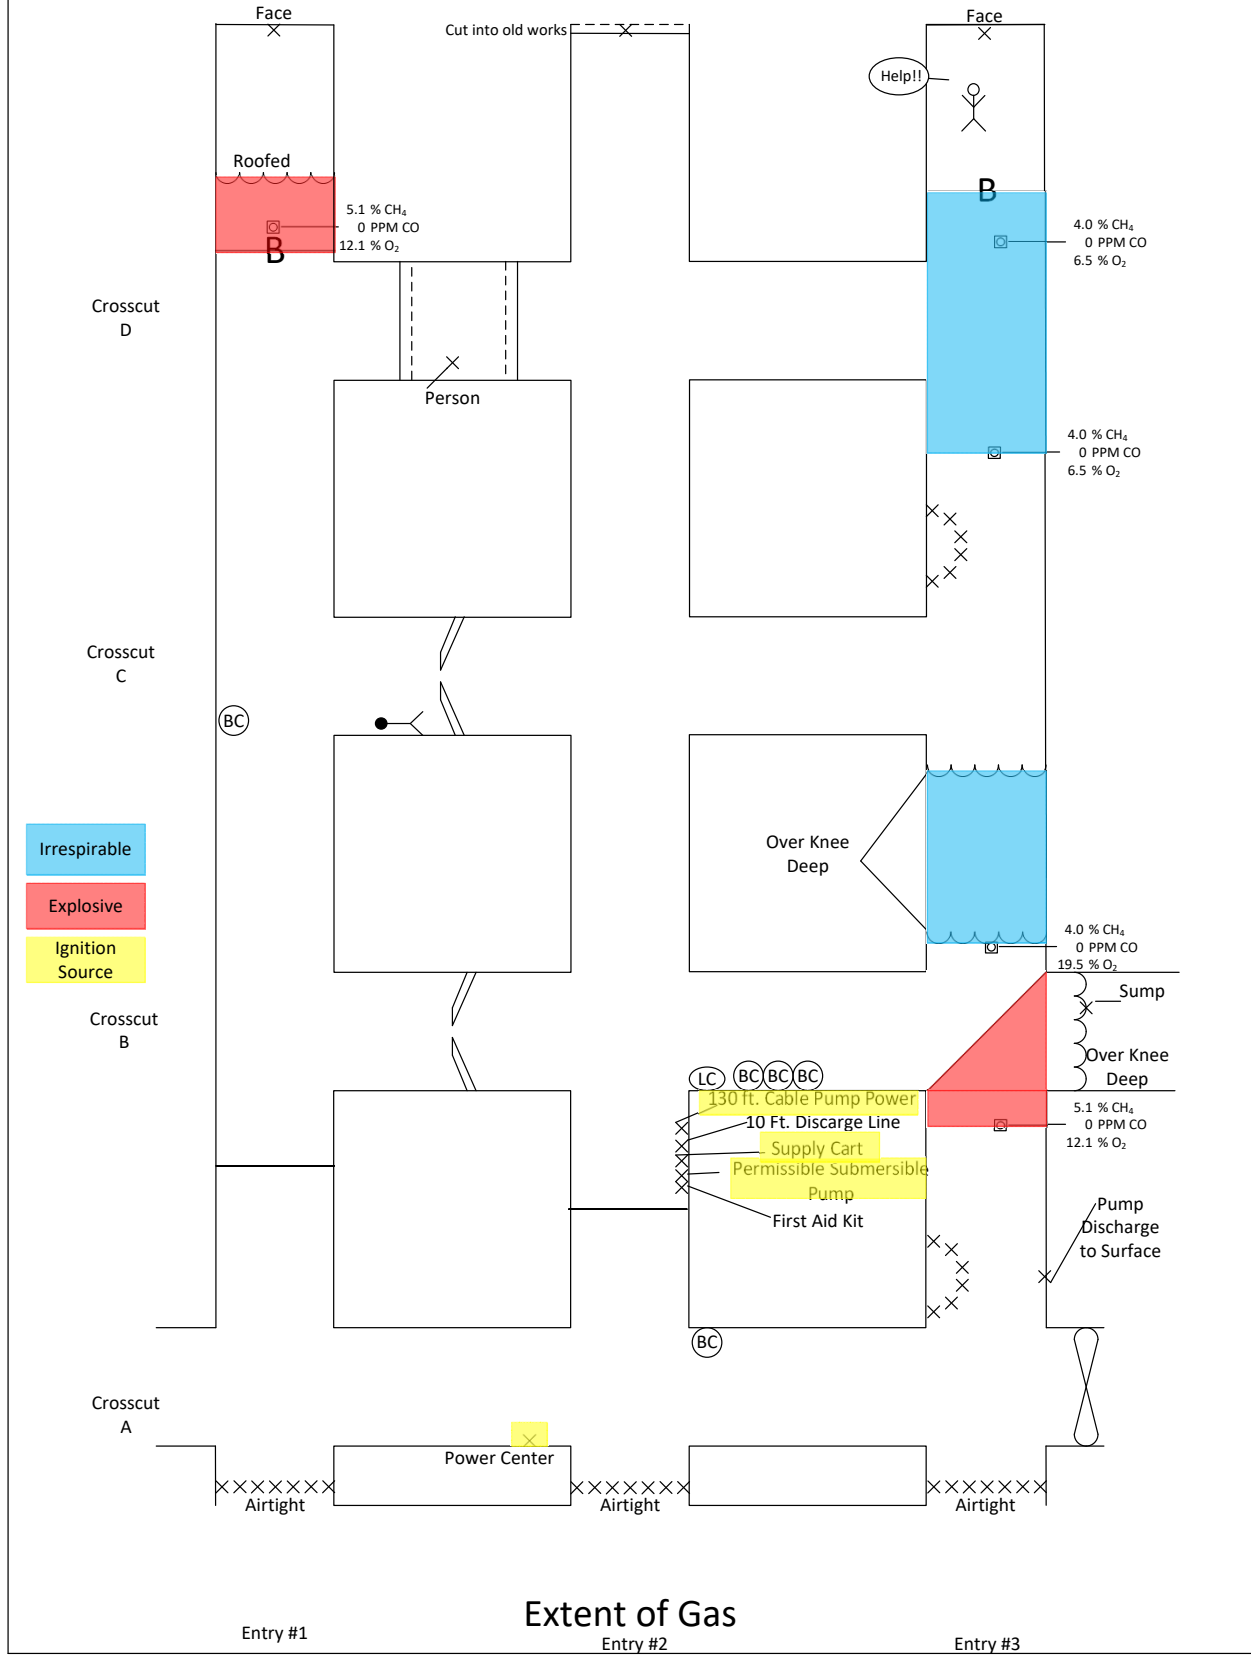 Face
Cut into old works
Face
Help!!
Roofed
B
5.1 % CH₄
0 PPM CO
12.1 % O₂
B
4.0 % CH₄
0 PPM CO
6.5 % O₂
Crosscut
D
Person
4.0 % CH₄
0 PPM CO
6.5 % O₂
Crosscut
C
BC
Irrespirable
Explosive
Ignition
Source
Over Knee
Deep
4.0 % CH₄
0 PPM CO
19.5 % O₂
Sump
Crosscut
B
Over Knee
Deep
LC
BC
BC
BC
130 ft. Cable Pump Power
10 Ft. Discarge Line
Supply Cart
Permissible Submersible
Pump
First Aid Kit
5.1 % CH₄
0 PPM CO
12.1 % O₂
Pump
Discharge
to Surface
BC
Crosscut
A
Power Center
Airtight
Airtight
Airtight
Extent of Gas
Entry #1
Entry #2
Entry #3